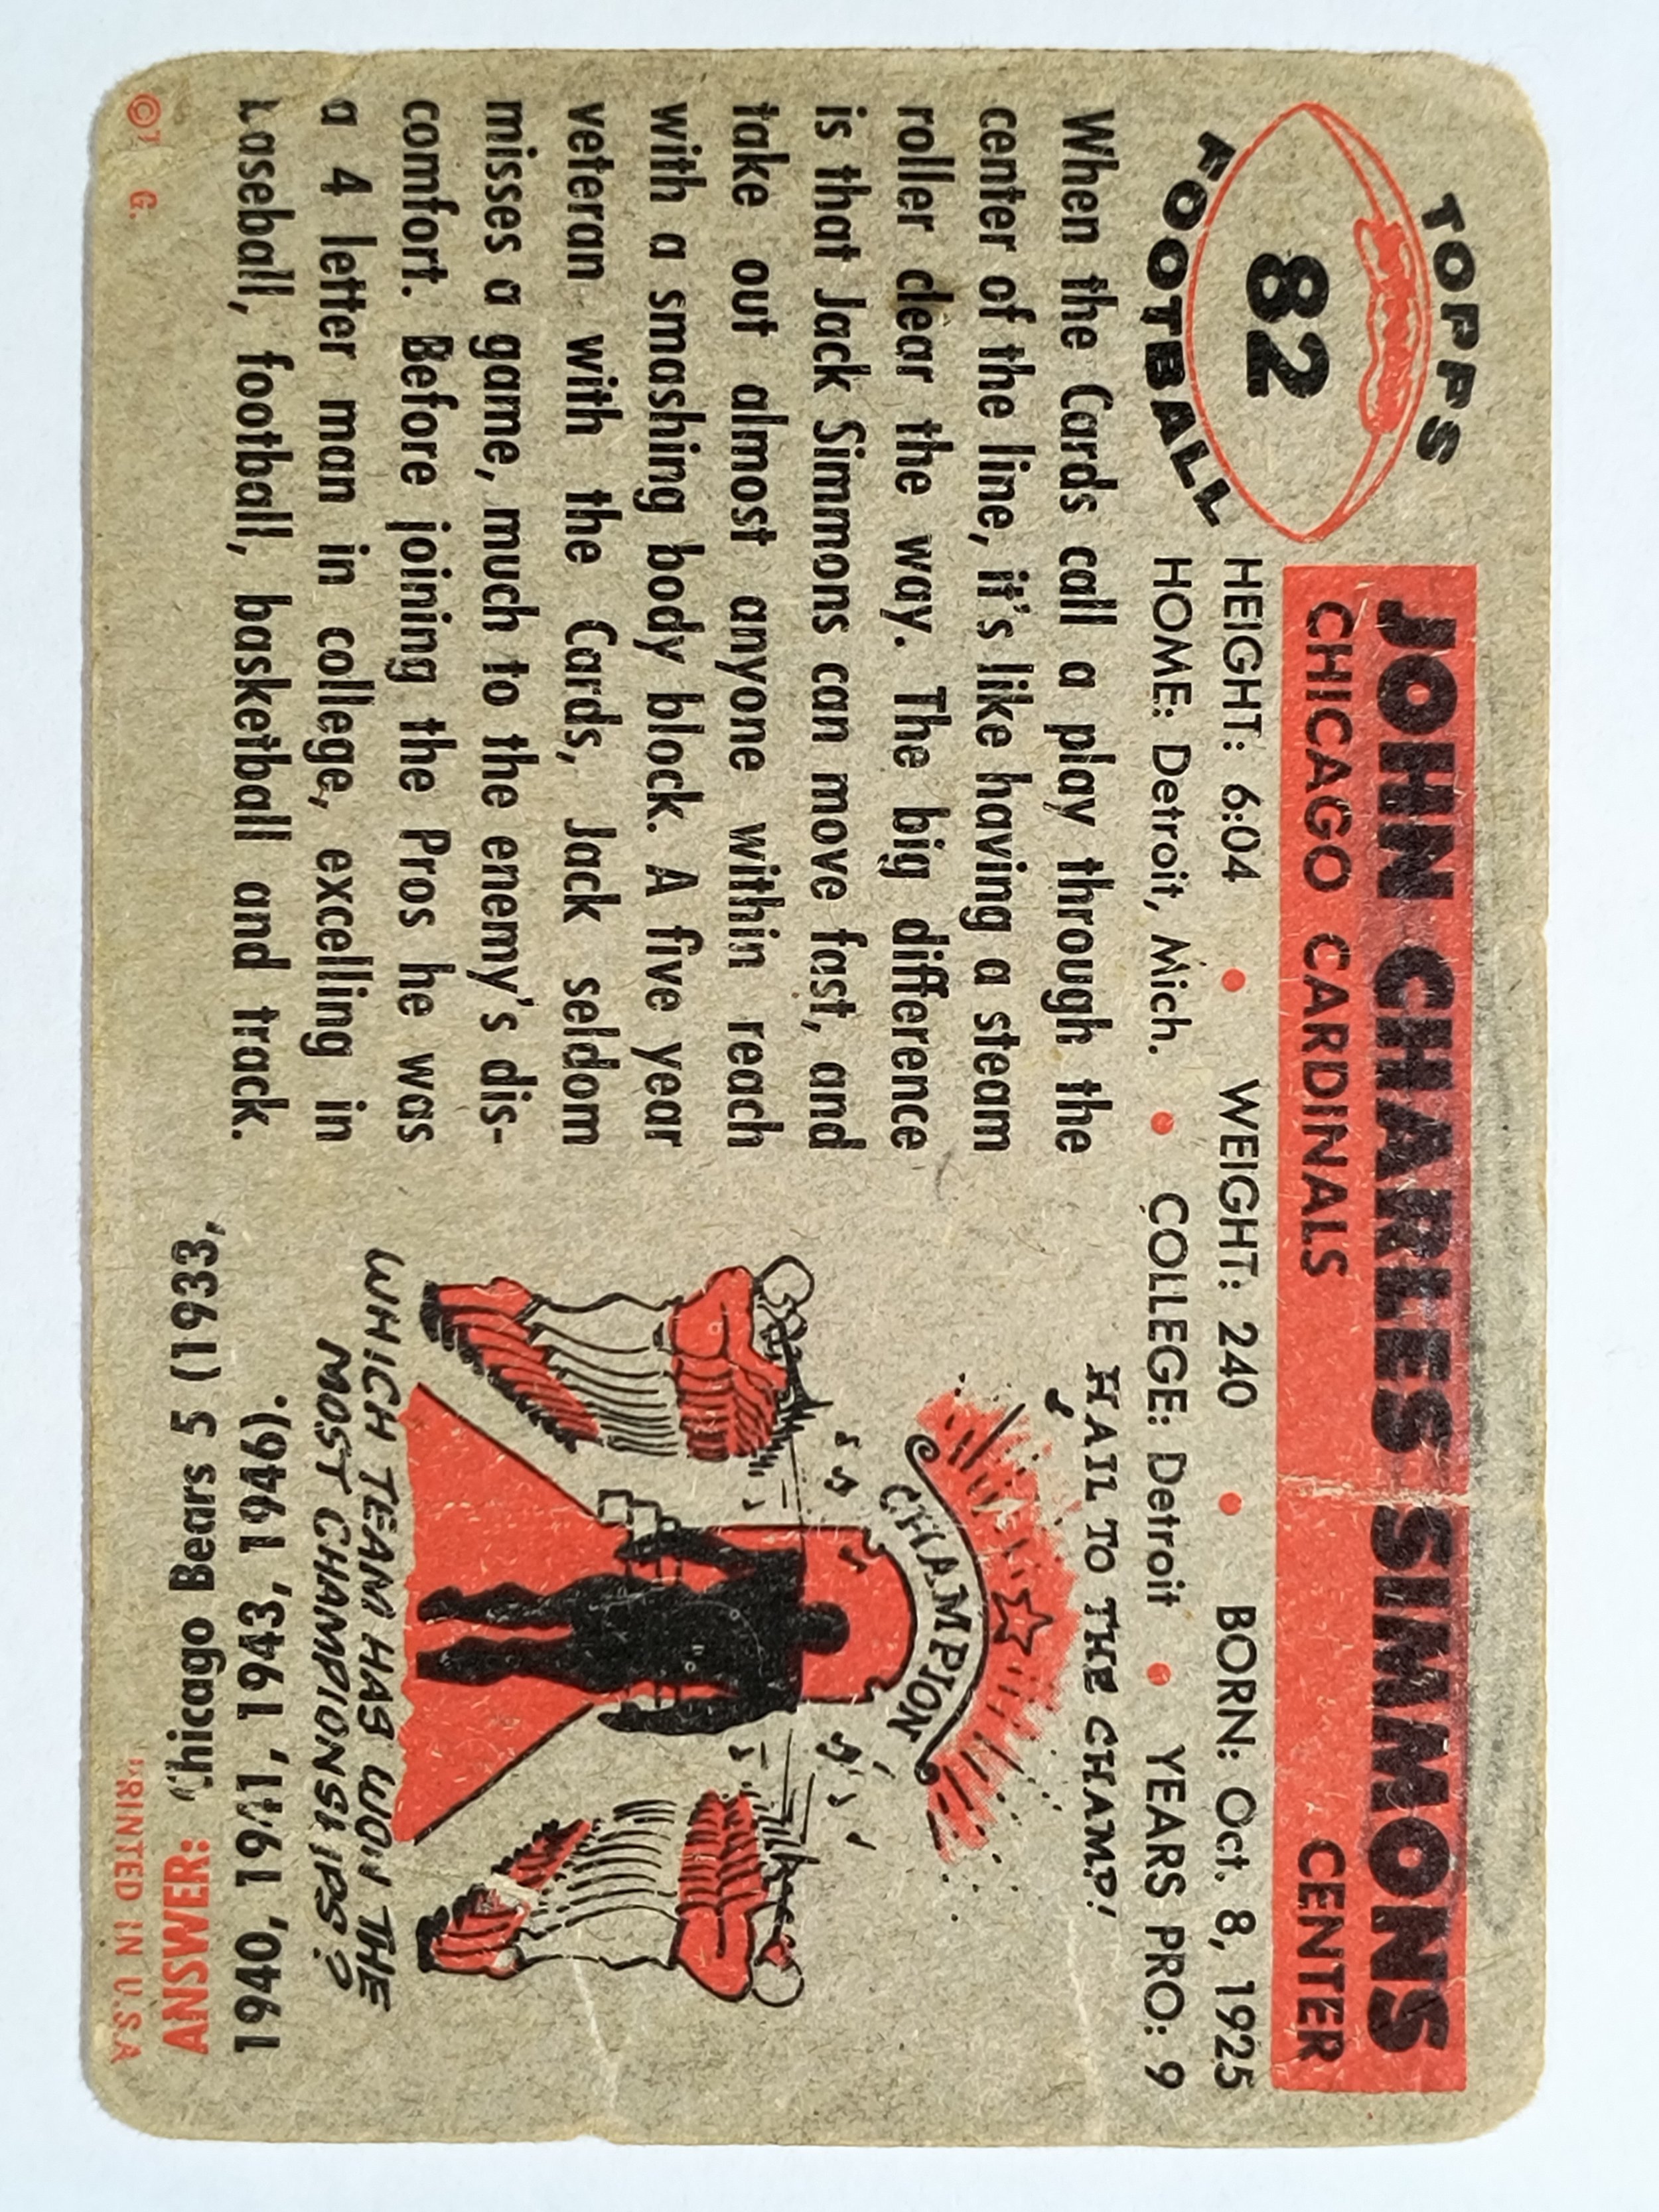 TOPPS
82
FOOTBALL
JOHN CHARLES SIMMONS
CHICAGO CARDINALS CENTER
HEIGHT: 6:04 • WEIGHT: 240 • BORN: Oct. 8, 1925
HOME: Detroit, Mich. • COLLEGE: Detroit • YEARS PRO: 9
When the Cards call a play through the
center of the line, it's like having a steam
roller clear the way. The big difference
is that Jack Simmons can move fast, and
take out almost anyone within reach
with a smashing body block. A five year
veteran with the Cards, Jack seldom
misses a game, much to the enemy's dis-
comfort. Before joining the Pros he was
a 4 letter man in college, excelling in
baseball, football, basketball and track.
HAIL TO THE CHAMP!
CHAMPION
WHICH TEAM HAS WON THE
MOST CHAMPIONSHIPS?
ANSWER: Chicago Bears 5 (1933,
1940, 1941, 1943, 1946).
©T. G.
PRINTED IN U.S.A